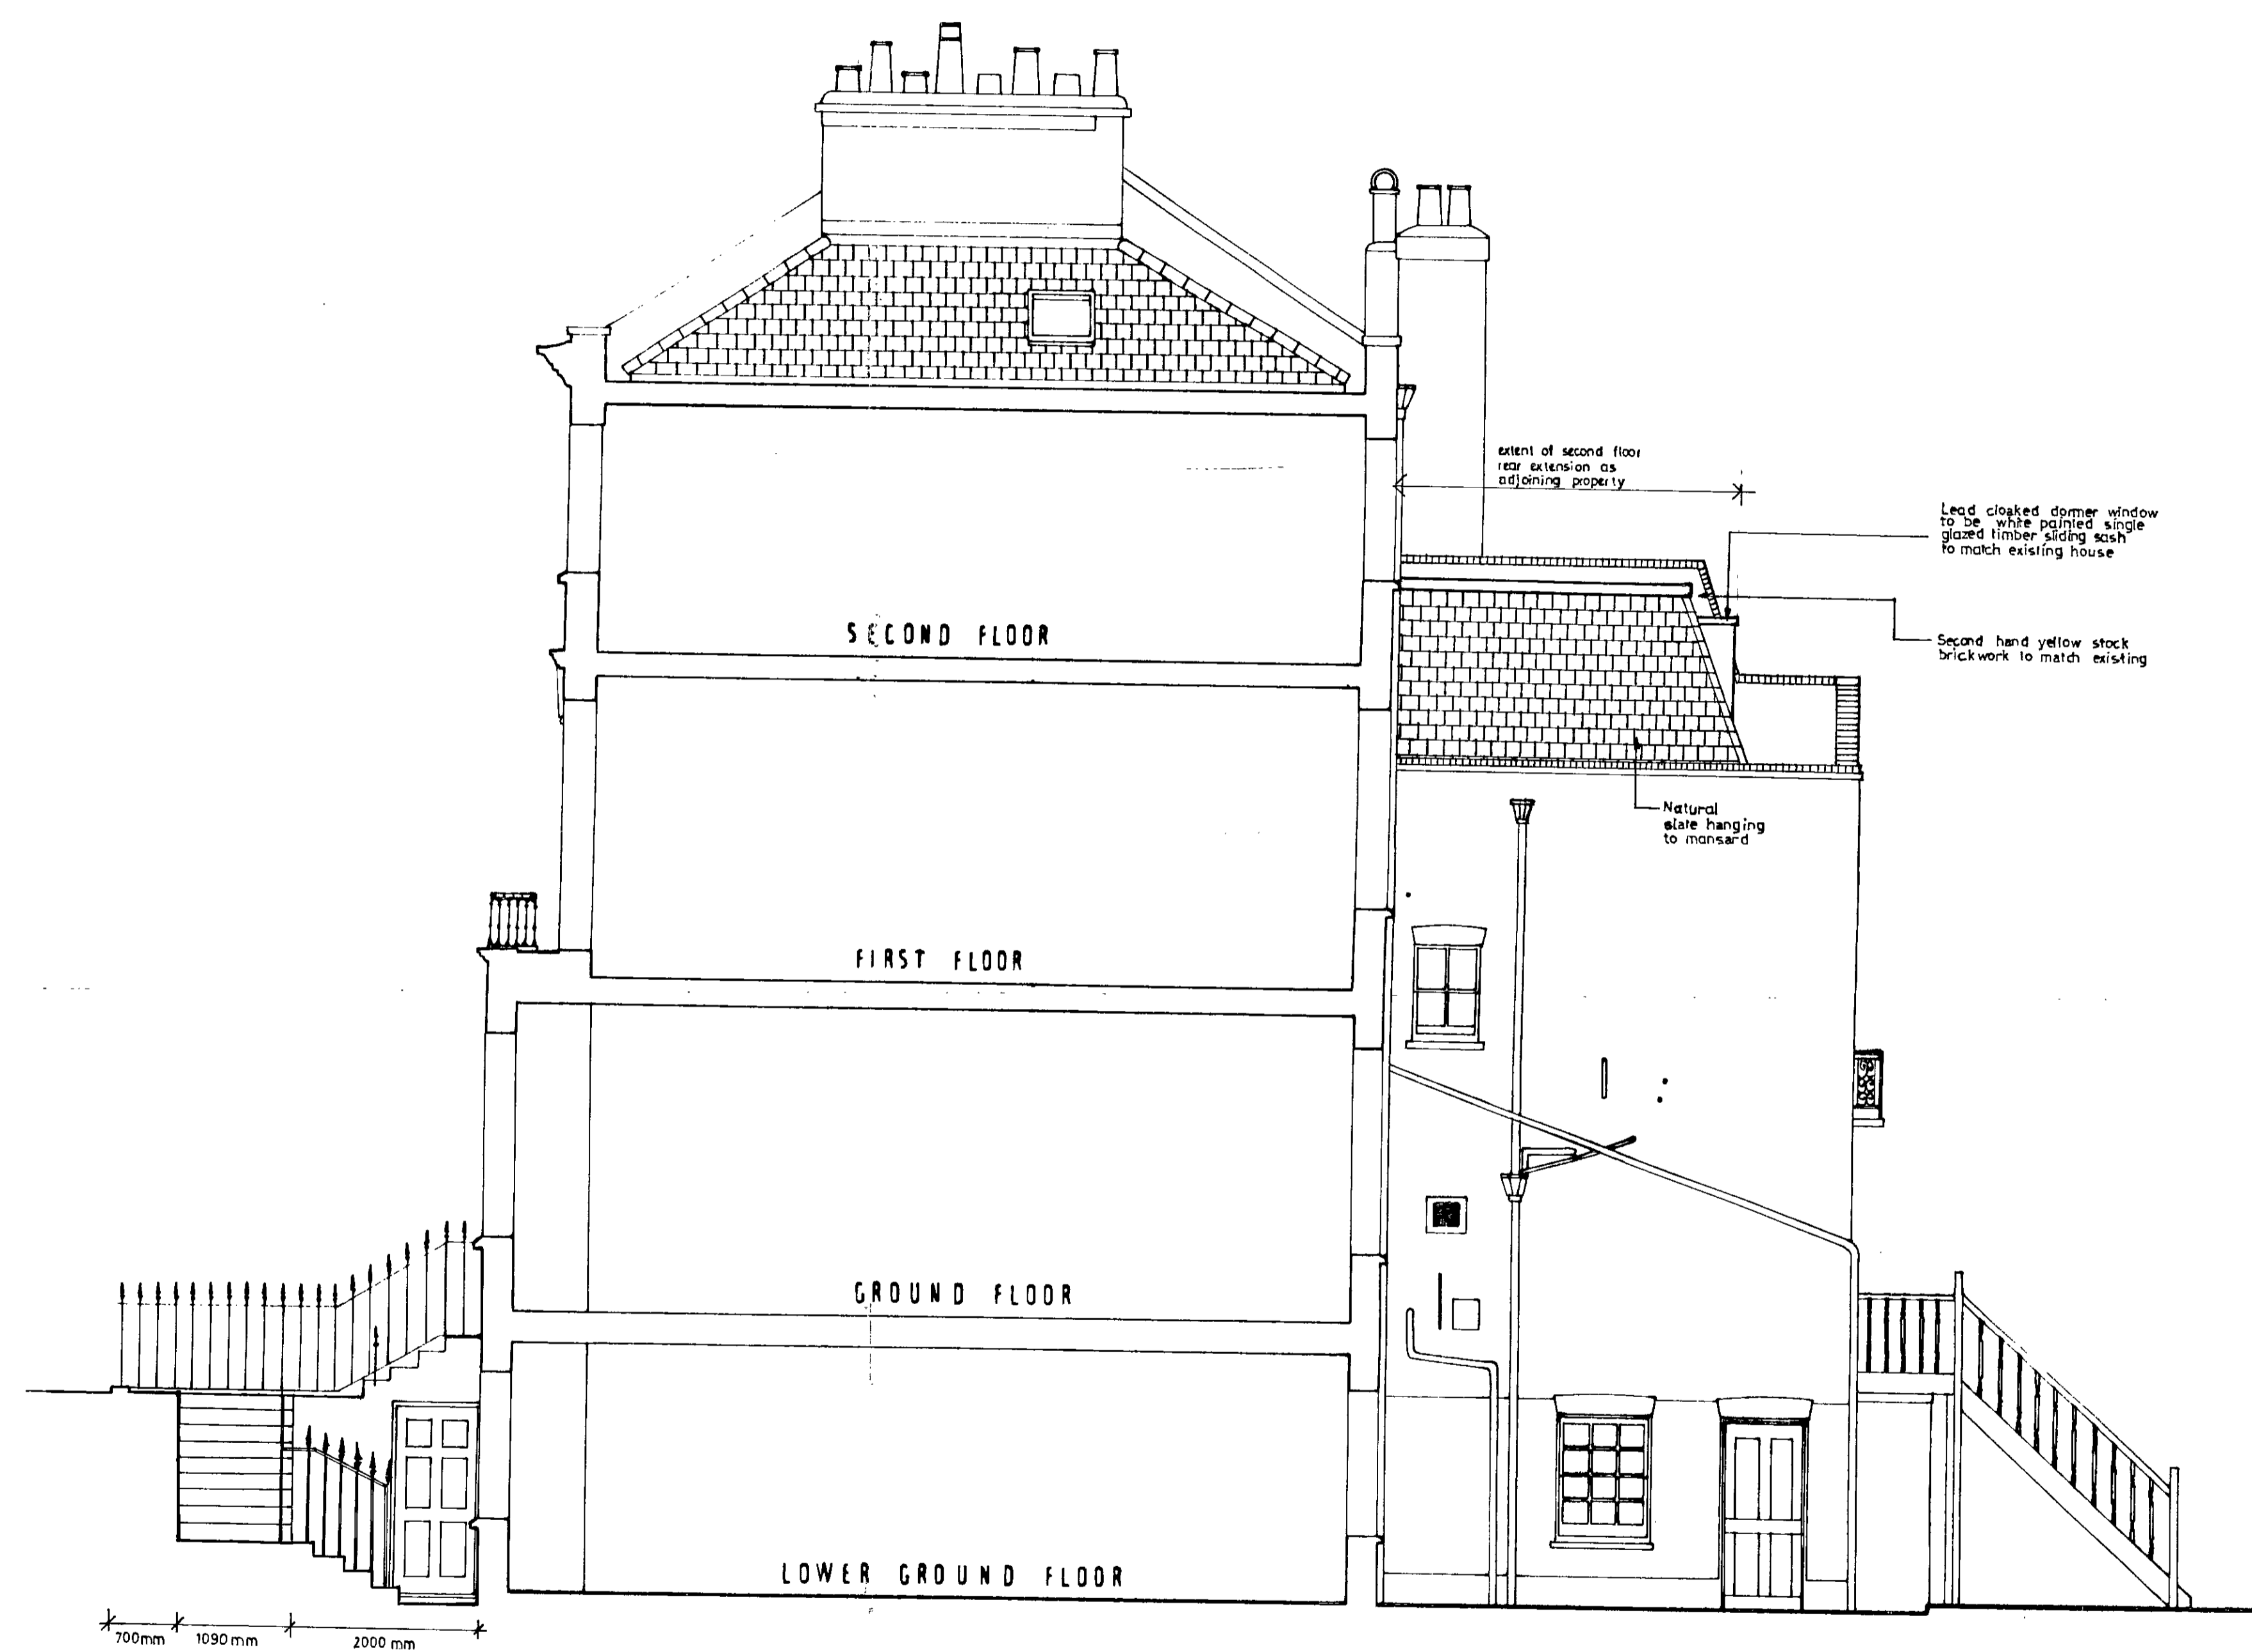 extent of second floor
rear extension as
adjoining property
Lead cloaked dormer window
to be white painted single
glazed timber sliding sash
to match existing house
SECOND FLOOR
Second hand yellow stock
brickwork to match existing
Natural
slate hanging
to mansard
FIRST FLOOR
GROUND FLOOR
LOWER GROUND FLOOR
700mm 1090mm 2000 mm